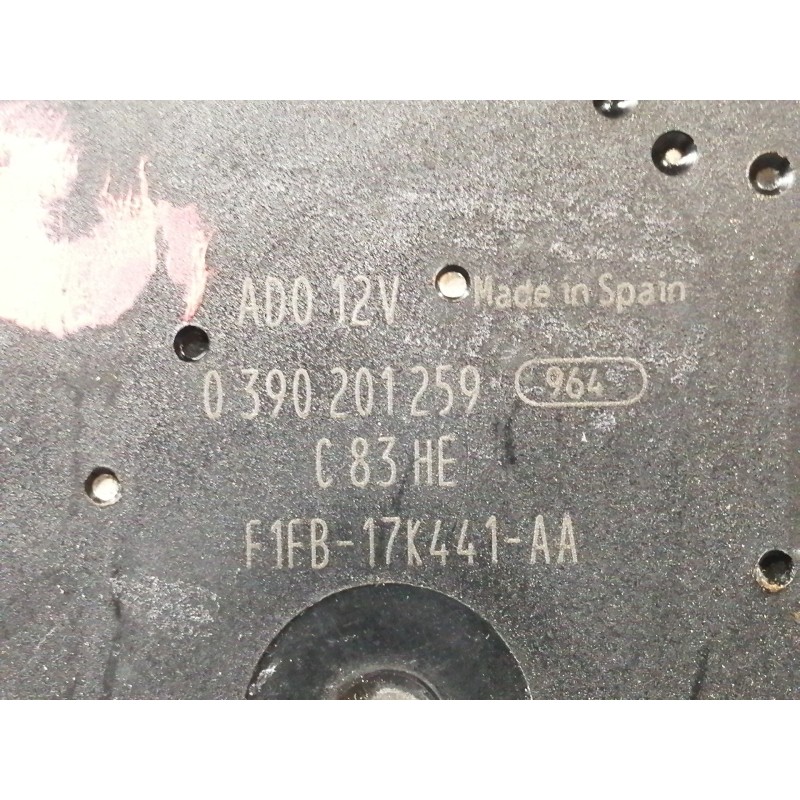 ADO 12V Made in Spain
0 390 201 259 964
C 83 HE
F1FB-17K441-AA